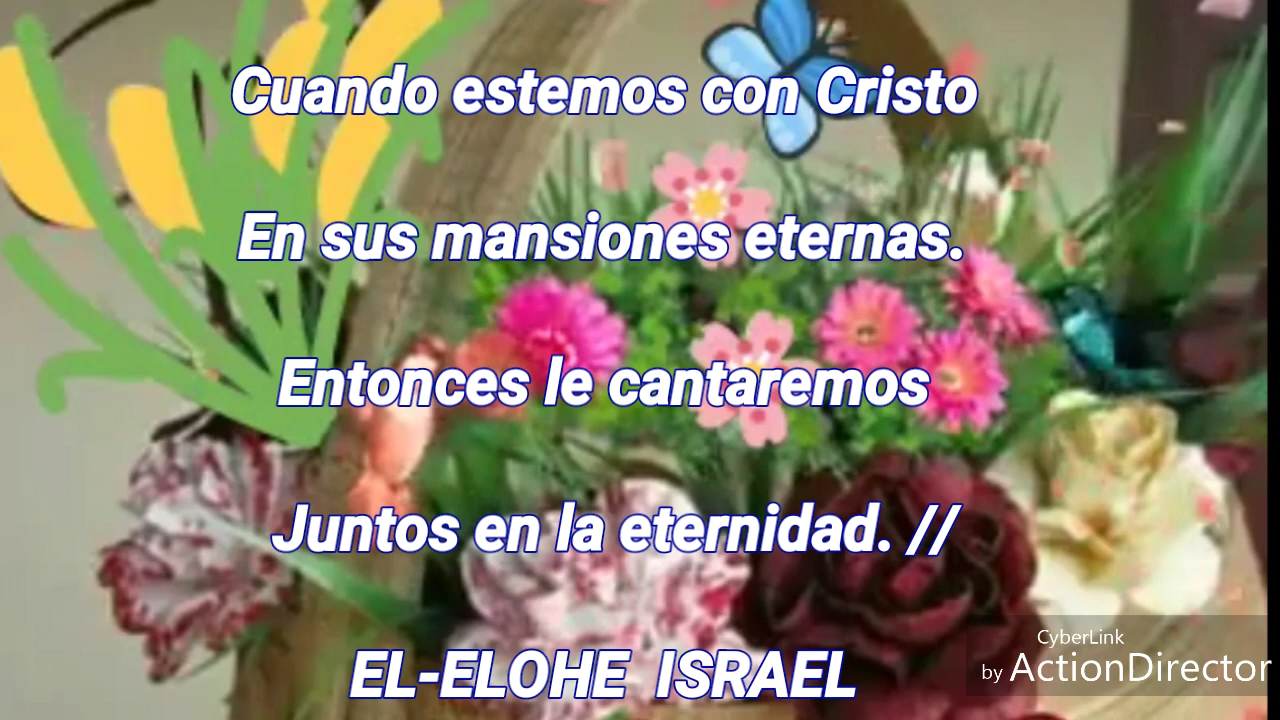 Cuando estemos con Cristo
En sus mansiones eternas.
Entonces le cantaremos
Juntos en la eternidad. //
EL-ELOHE ISRAEL
CyberLink
by ActionDirector